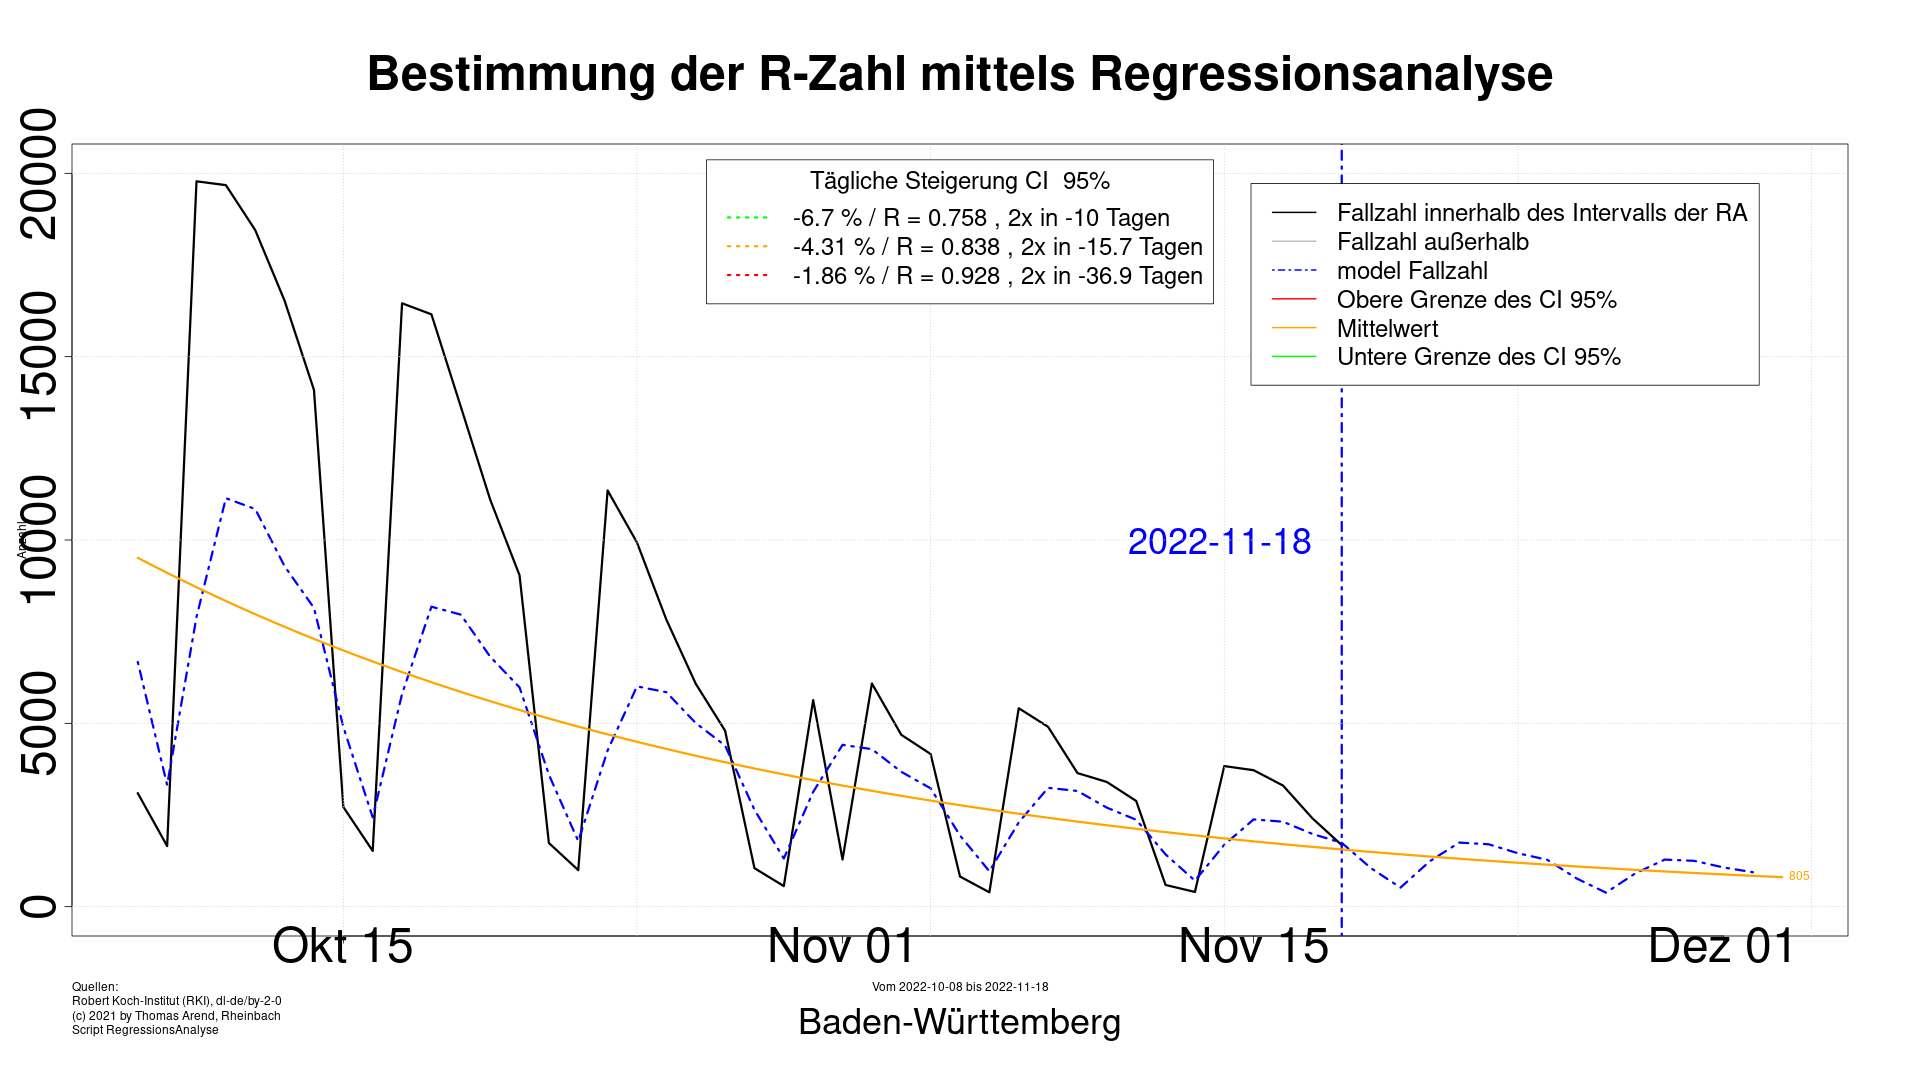 Bestimmung der R-Zahl mittels Regressionsanalyse
20000
15000
10000
5000
0
Anzahl
Tägliche Steigerung CI 95%
-6.7 % / R = 0.758 , 2x in -10 Tagen
-4.31 % / R = 0.838 , 2x in -15.7 Tagen
-1.86 % / R = 0.928 , 2x in -36.9 Tagen
Fallzahl innerhalb des Intervalls der RA
Fallzahl außerhalb
model Fallzahl
Obere Grenze des CI 95%
Mittelwert
Untere Grenze des CI 95%
2022-11-18
805
Okt 15
Nov 01
Nov 15
Dez 01
Quellen:
Robert Koch-Institut (RKI), dl-de/by-2-0
(c) 2021 by Thomas Arend, Rheinbach
Script RegressionsAnalyse
Vom 2022-10-08 bis 2022-11-18
Baden-Württemberg